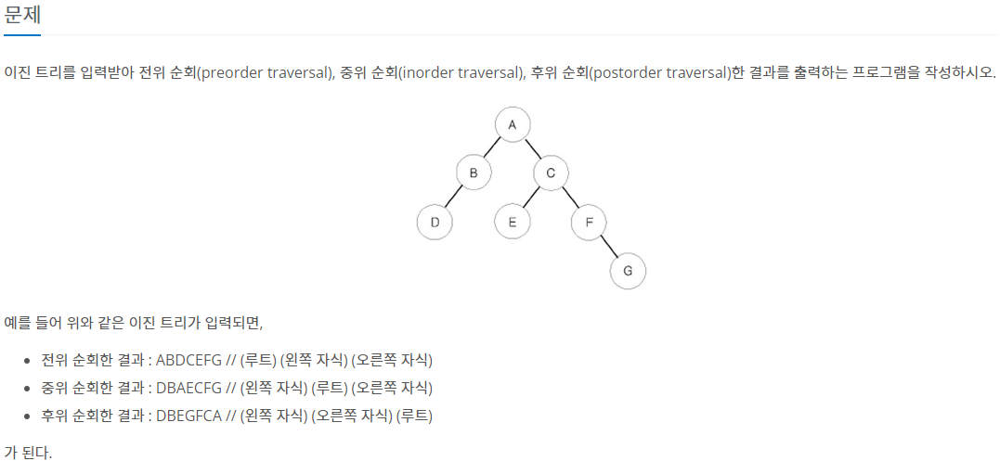 문제
이진 트리를 입력받아 전위 순회(preorder traversal), 중위 순회(inorder traversal), 후위 순회(postorder traversal)한 결과를 출력하는 프로그램을 작성하시오.
A
B C
D E F
G
예를 들어 위와 같은 이진 트리가 입력되면,
• 전위 순회한 결과 : ABDCEFG // (루트) (왼쪽 자식) (오른쪽 자식)
• 중위 순회한 결과 : DBAECFG // (왼쪽 자식) (루트) (오른쪽 자식)
• 후위 순회한 결과 : DBEGFCA // (왼쪽 자식) (오른쪽 자식) (루트)
가 된다.